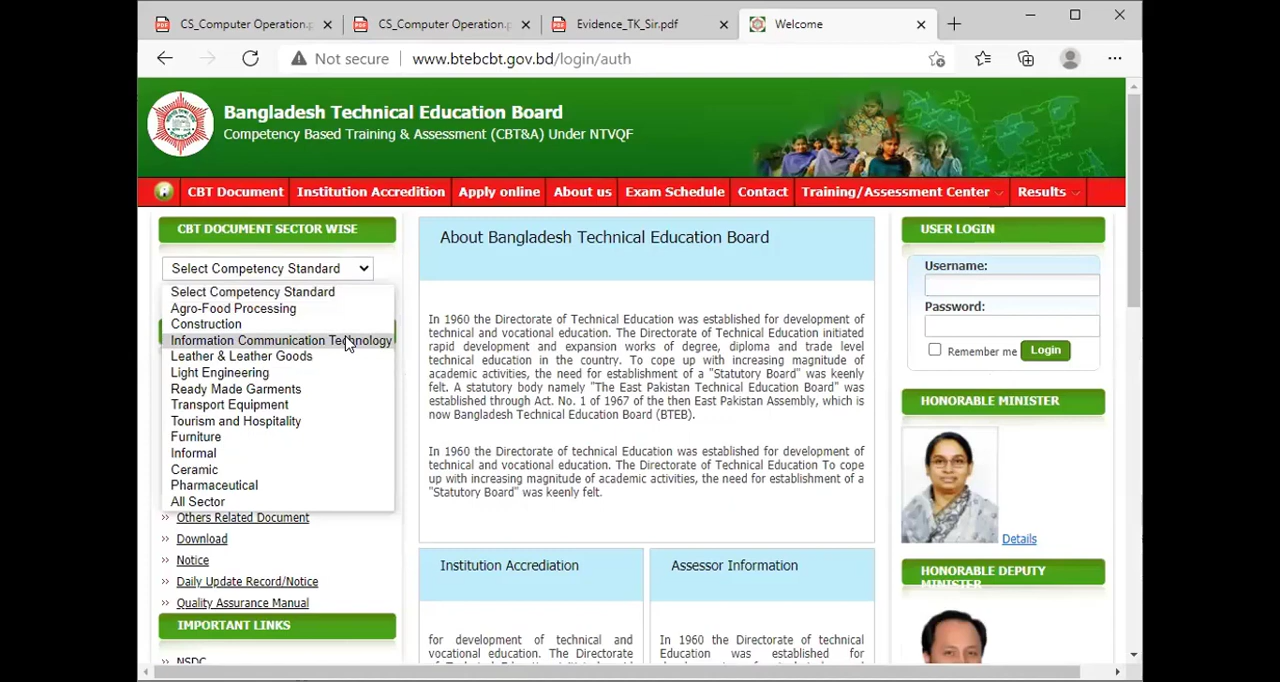 CS_Computer Operation.p
CS_Computer Operation.p
Evidence_TK_Sir.pdf
Welcome
Not secure
www.btebcbt.gov.bd/login/auth
Bangladesh Technical Education Board
Competency Based Training & Assessment (CBT&A) Under NTVQF
CBT Document
Institution Accredition
Apply online
About us
Exam Schedule
Contact
Training/Assessment Center
Results
CBT DOCUMENT SECTOR WISE
Select Competency Standard
Select Competency Standard
Agro-Food Processing
Construction
Information Communication Technology
Leather & Leather Goods
Light Engineering
Ready Made Garments
Transport Equipment
Tourism and Hospitality
Furniture
Informal
Ceramic
Pharmaceutical
All Sector
Others Related Document
Download
Notice
Daily Update Record/Notice
Quality Assurance Manual
IMPORTANT LINKS
NSDC
About Bangladesh Technical Education Board
In 1960 the Directorate of Technical Education was established for development of
technical and vocational education. The Directorate of Technical Education initiated
rapid development and expansion works of degree, diploma and trade level
technical education in the country. To cope up with increasing magnitude of
academic activities, the need for establishment of a "Statutory Board" was keenly
felt. A statutory body namely "The East Pakistan Technical Education Board" was
established through Act. No. 1 of 1967 of the then East Pakistan Assembly, which is
now Bangladesh Technical Education Board (BTEB).
In 1960 the Directorate of technical Education was established for development of
technical and vocational education. The Directorate of Technical Education To cope
up with increasing magnitude of academic activities, the need for establishment of a
"Statutory Board" was keenly felt.
Institution Accrediation
for development of technical and
vocational education. The Directorate
Assessor Information
In 1960 the Directorate of technical
Education was established for
USER LOGIN
Username:
Password:
Remember me
Login
HONORABLE MINISTER
Details
HONORABLE DEPUTY
MINISTER